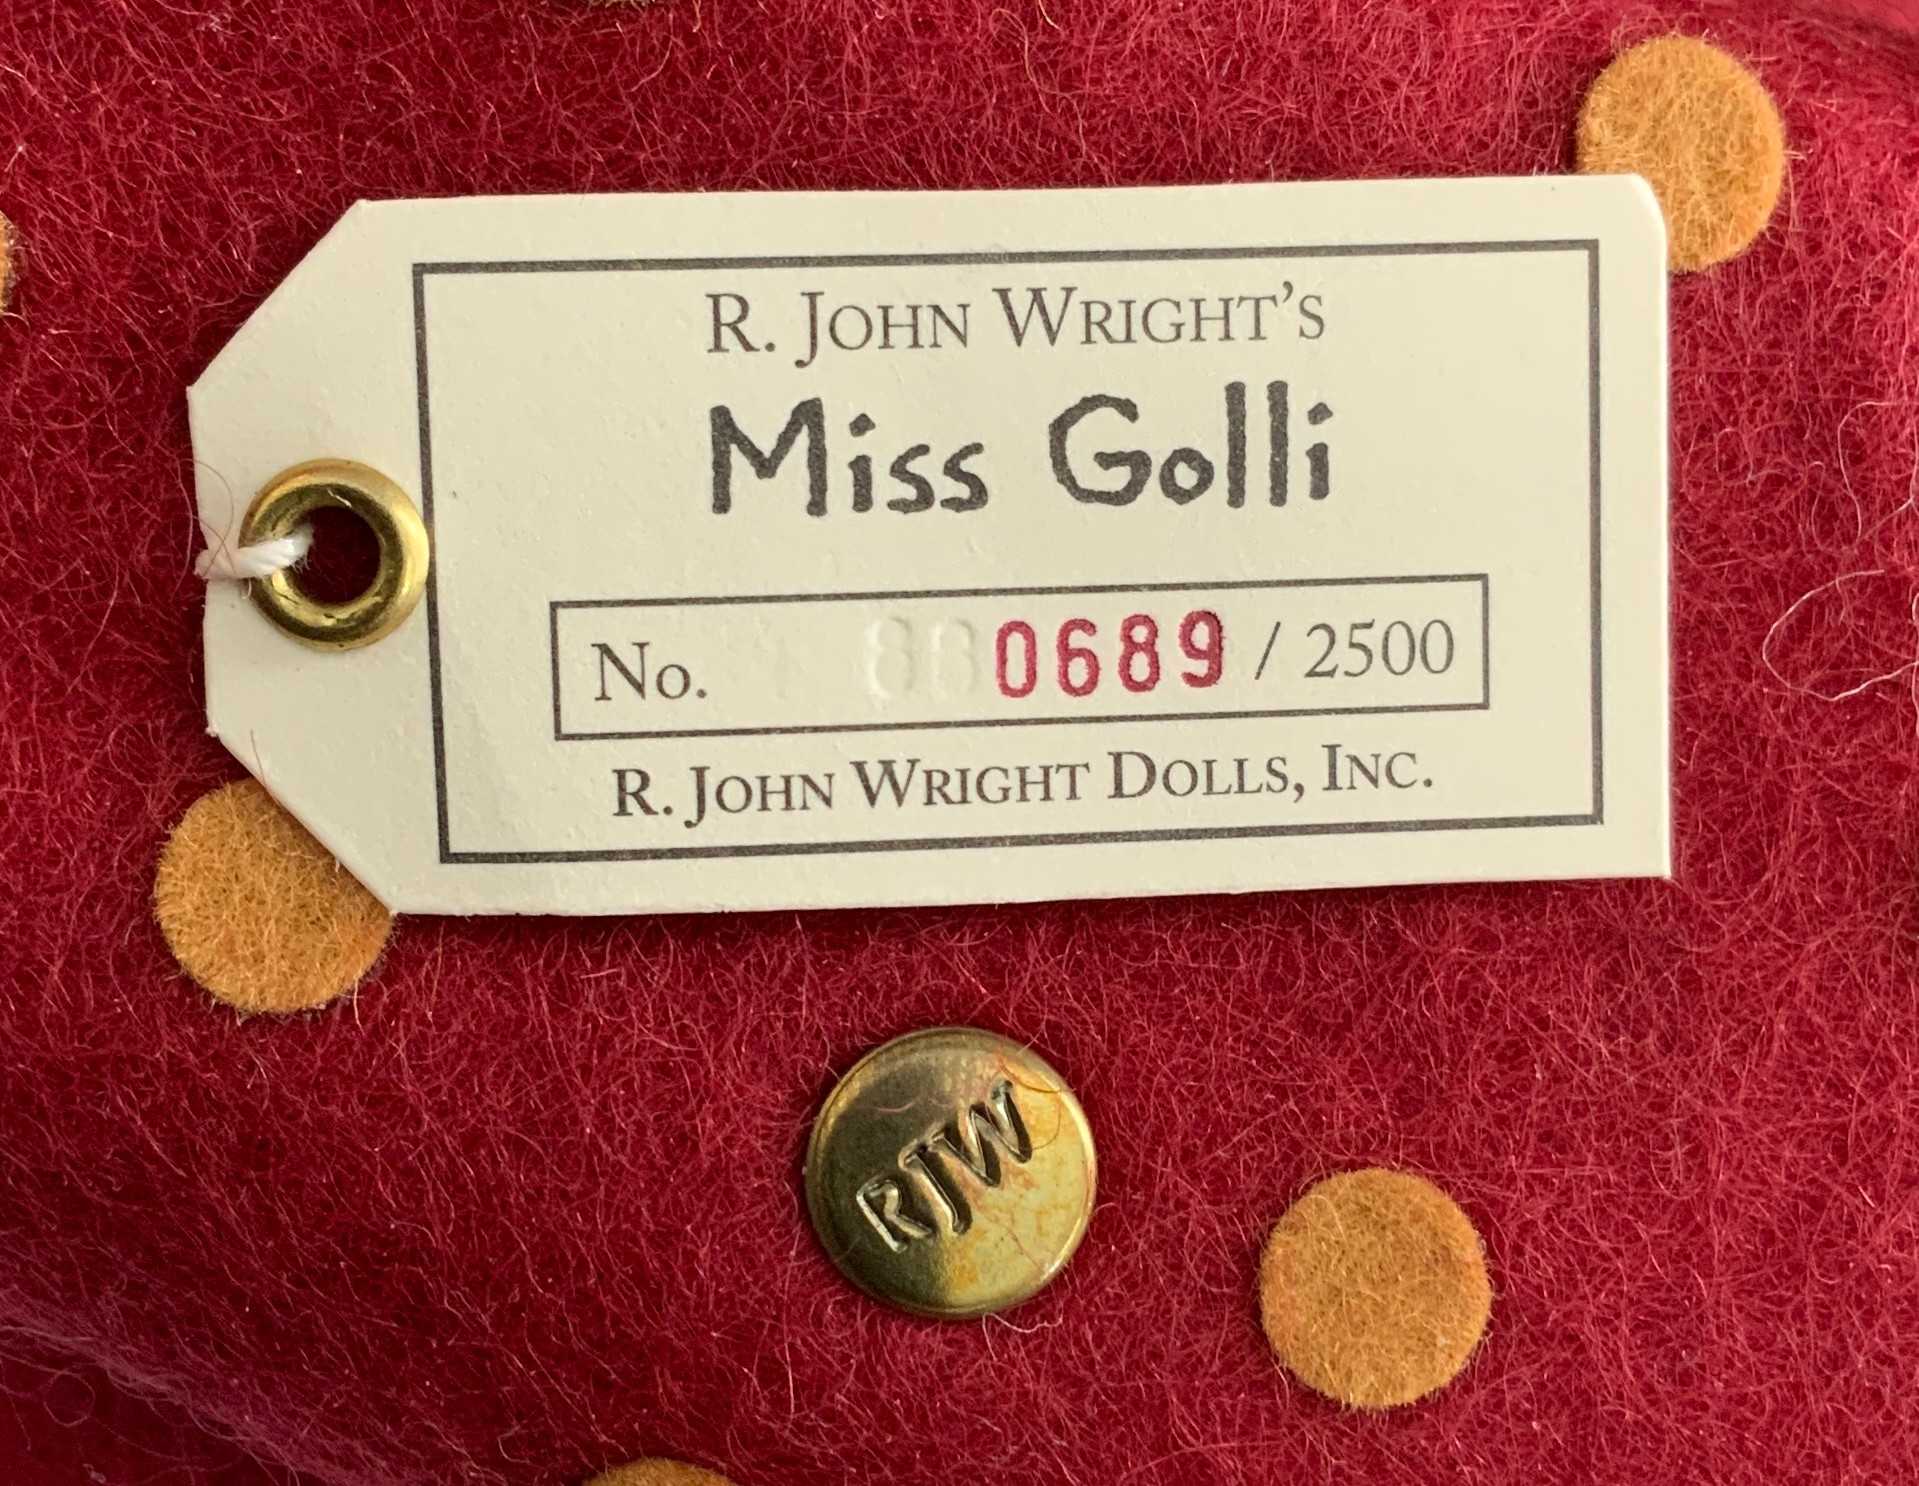 R. JOHN WRIGHT'S
Miss Golli
No. 0689 / 2500
R. JOHN WRIGHT DOLLS, INC.
RJW